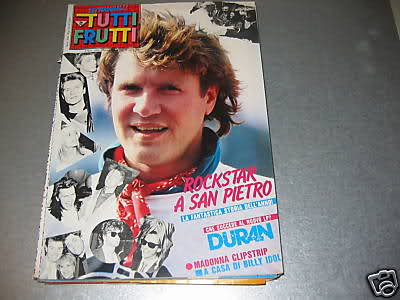 TUTTI
FRUTTI
ROCKSTAR
A SAN PIETRO
LA FANTASTICA STORIA DELL'ANNO!
CHE SUCCEDE AL NUOVO LP?
DURAN
MADONNA CLIPSTRIP
A CASA DI BILLY IDOL